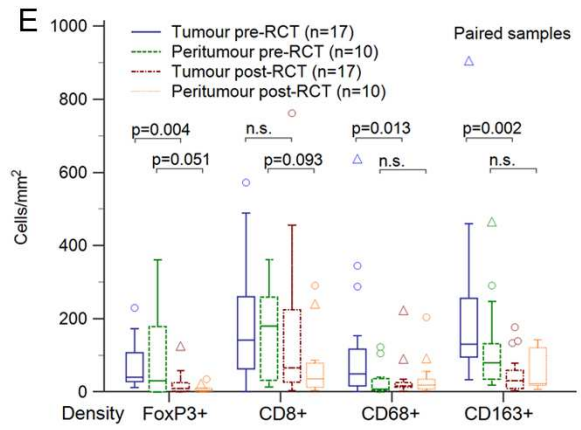 E
Tumour pre-RCT (n=17)
Peritumour pre-RCT (n=10)
Tumour post-RCT (n=17)
Peritumour post-RCT (n=10)
Paired samples
1000
800
600
400
200
0
Cells/mm²
p=0.004
p=0.051
n.s.
p=0.093
p=0.013
n.s.
p=0.002
n.s.
Density FoxP3+ CD8+ CD68+ CD163+